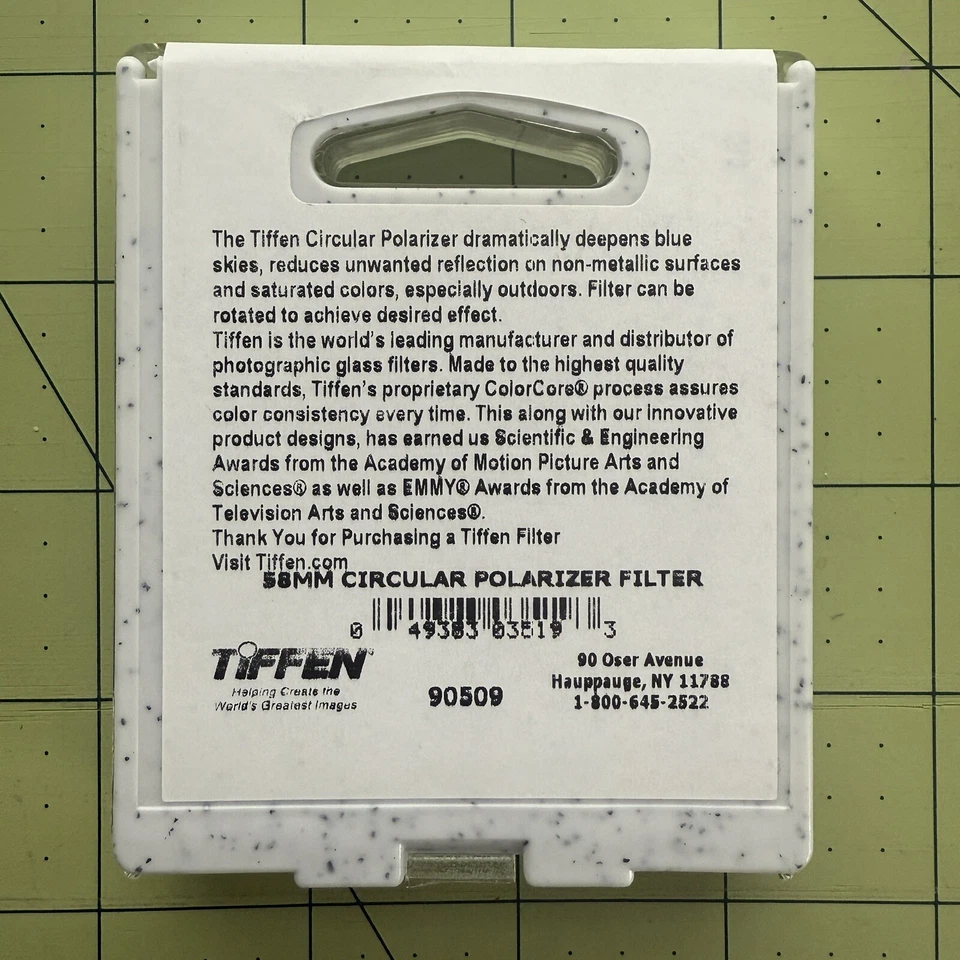 The Tiffen Circular Polarizer dramatically deepens blue
skies, reduces unwanted reflection on non-metallic surfaces
and saturated colors, especially outdoors. Filter can be
rotated to achieve desired effect.
Tiffen is the world's leading manufacturer and distributor of
photographic glass filters. Made to the highest quality
standards, Tiffen's proprietary ColorCore® process assures
color consistency every time. This along with our innovative
product designs, has earned us Scientific & Engineering
Awards from the Academy of Motion Picture Arts and
Sciences® as well as EMMY® Awards from the Academy of
Television Arts and Sciences®.
Thank You for Purchasing a Tiffen Filter
Visit Tiffen.com
58MM CIRCULAR POLARIZER FILTER
0 49383 03519 3
TIFFEN
Helping Create the
World's Greatest Images
90509
90 Oser Avenue
Hauppauge, NY 11788
1-800-645-2522